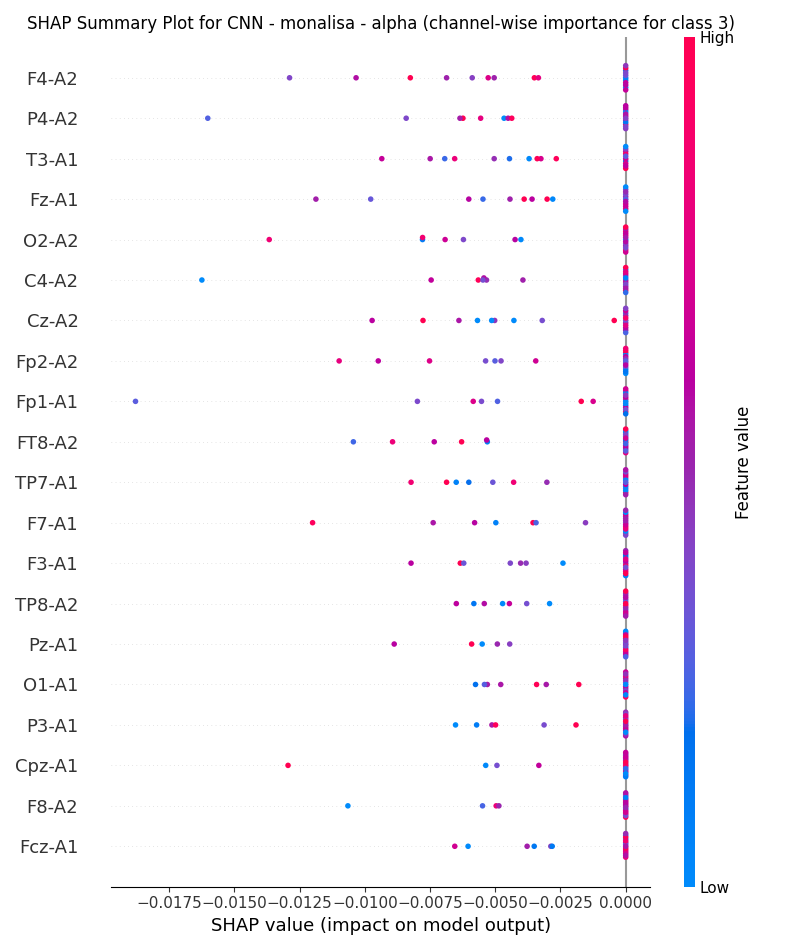 SHAP Summary Plot for CNN - monalisa - alpha (channel-wise importance for class 3)
High
F4-A2
P4-A2
T3-A1
Fz-A1
O2-A2
C4-A2
Cz-A2
Fp2-A2
Fp1-A1
FT8-A2
TP7-A1
F7-A1
F3-A1
TP8-A2
Pz-A1
O1-A1
P3-A1
Cpz-A1
F8-A2
Fcz-A1
Feature value
Low
−0.0175 −0.0150 −0.0125 −0.0100 −0.0075 −0.0050 −0.0025 0.0000
SHAP value (impact on model output)